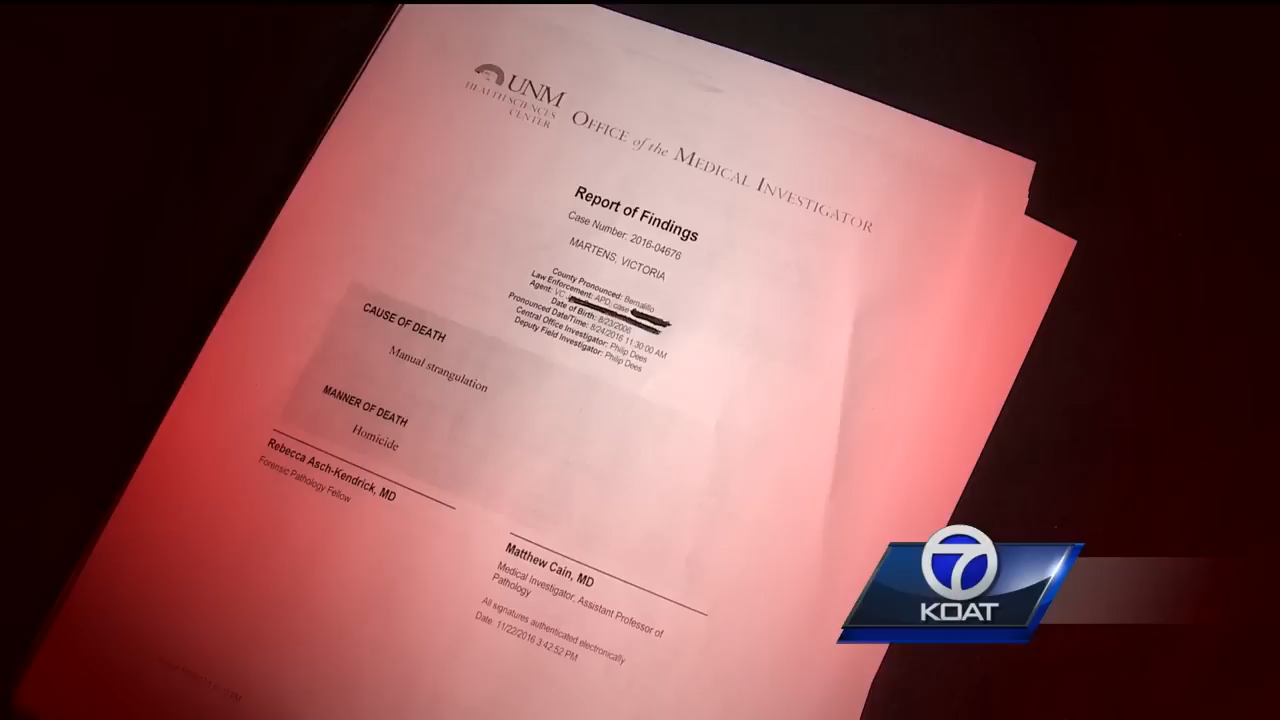 UNM
HEALTH SCIENCES
CENTER
OFFICE of the MEDICAL INVESTIGATOR
Report of Findings
Case Number: 2016-04676
MARTENS, VICTORIA
County Pronounced: Bernalillo
Law Enforcement: APD, case
Agent: VC
Date of Birth: 8/23/2006
Pronounced Date/Time: 8/24/2016 11:30:00 AM
Central Office Investigator: Philip Dees
Deputy Field Investigator: Philip Dees
CAUSE OF DEATH
Manual strangulation
MANNER OF DEATH
Homicide
Rebecca Asch-Kendrick, MD
Forensic Pathology Fellow
Matthew Cain, MD
Medical Investigator, Assistant Professor of
Pathology
All signatures authenticated electronically
Date: 11/22/2016 3:42:52 PM
7
KOAT